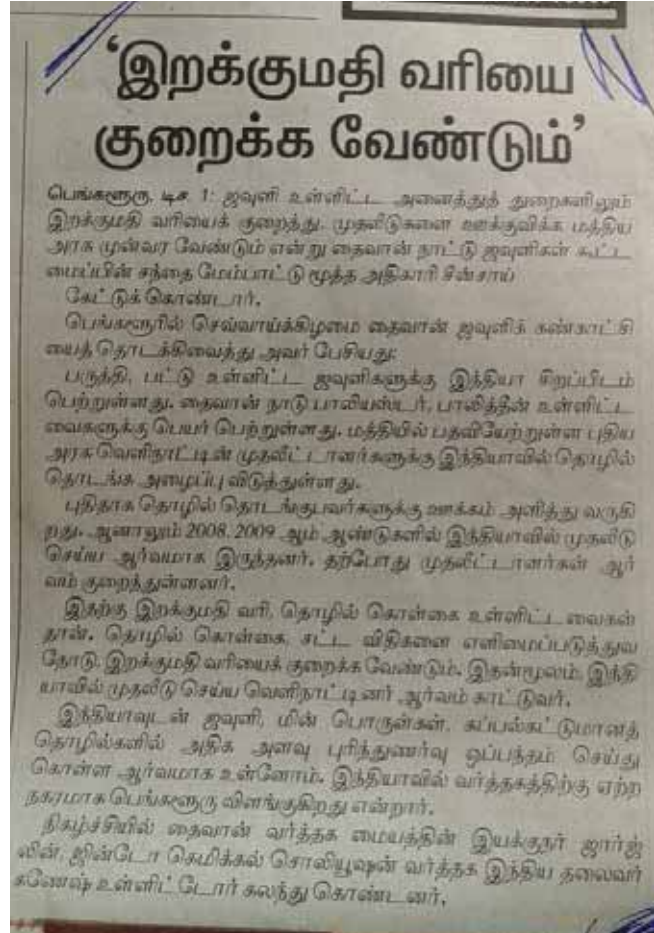 ‘இறக்குமதி வரியை
குறைக்க வேண்டும்’
பெங்களூரு, டிச. 1: ஜவுளி உள்ளிட்ட அனைத்துத் துறைகளிலும்
இறக்குமதி வரியைக் குறைத்து, முதலீடுகளை ஊக்குவிக்க மத்திய
அரசு முன்வர வேண்டும் என்று தைவான் நாட்டு ஜவுளிகள் கூட்ட
மைப்பின் சந்தை மேம்பாட்டு மூத்த அதிகாரி சின்சாய்
கேட்டுக் கொண்டார்.
பெங்களூரில் செவ்வாய்க்கிழமை தைவான் ஜவுளிக் கண்காட்சி
யைத் தொடக்கிவைத்து அவர் பேசியது:
பருத்தி, பட்டு உள்ளிட்ட ஜவுளிகளுக்கு இந்தியா சிறப்பிடம்
பெற்றுள்ளது. தைவான் நாடு பாலியஸ்டர், பாலித்தீன் உள்ளிட்ட
வைகளுக்கு பெயர் பெற்றுள்ளது. மத்தியில் பதவியேற்றுள்ள புதிய
அரசு வெளிநாட்டின் முதலீட்டாளர்களுக்கு இந்தியாவில் தொழில்
தொடங்க அழைப்பு விடுத்துள்ளது.
புதிதாக தொழில் தொடங்குபவர்களுக்கு ஊக்கம் அளித்து வருகி
றது. ஆனாலும் 2008, 2009 ஆம் ஆண்டுகளில் இந்தியாவில் முதலீடு
செய்ய ஆர்வமாக இருந்தனர். தற்போது முதலீட்டாளர்கள் ஆர்
வம் குறைத்துள்ளனர்.
இதற்கு இறக்குமதி வரி, தொழில் கொள்கை உள்ளிட்டவைகள்
தான். தொழில் கொள்கை, சட்ட விதிகளை எளிமைப்படுத்துவ
தோடு, இறக்குமதி வரியைக் குறைக்க வேண்டும். இதன்மூலம், இந்தி
யாவில் முதலீடு செய்ய வெளிநாட்டினர் ஆர்வம் காட்டுவர்.
இந்தியாவுடன் ஜவுளி, மின் பொருள்கள், கப்பல்கட்டுமானத்
தொழில்களில் அதிக அளவு புரிந்துணர்வு ஒப்பந்தம் செய்து
கொள்ள ஆர்வமாக உள்ளோம். இந்தியாவில் வர்த்தகத்திற்கு ஏற்ற
நகரமாக பெங்களூரு விளங்குகிறது என்றார்.
நிகழ்ச்சியில் தைவான் வர்த்தக மையத்தின் இயக்குநர் ஜார்ஜ்
லின், ஜின்டோ கெமிக்கல் சொலியூஷன் வர்த்தக இந்திய தலைவர்
கணேஷ் உள்ளிட்டோர் கலந்து கொண்டனர்.